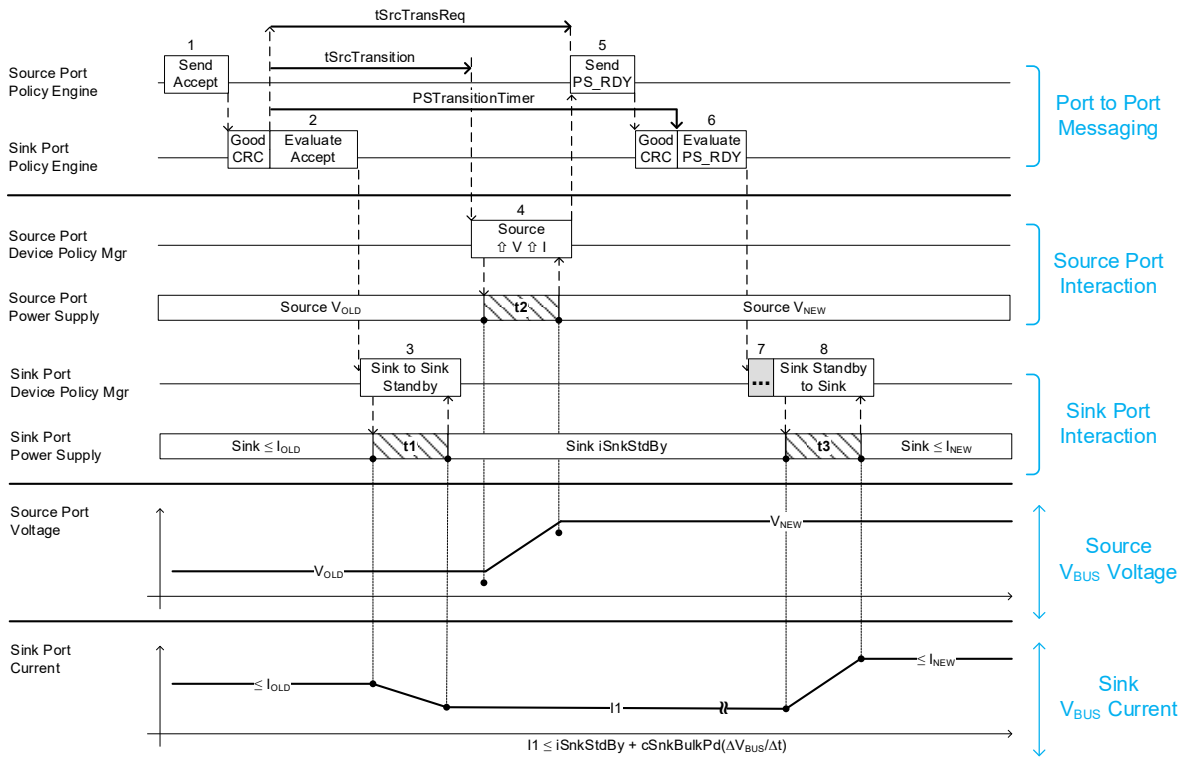 tSrcTransReq
1
5
Source Port
Policy Engine
Send
Accept
tSrcTransition
Send
PS_RDY
PSTransitionTimer
Port to Port
Messaging
2
6
Sink Port
Policy Engine
Good
CRC
Evaluate
Accept
Good
CRC
Evaluate
PS_RDY
4
Source Port
Device Policy Mgr
Source
⇧ V ⇧ I
Source Port
Interaction
Source Port
Power Supply
Source VOLD
t2
Source VNEW
3
7
8
Sink Port
Device Policy Mgr
Sink to Sink
Standby
...
Sink Standby
to Sink
Sink Port
Interaction
Sink Port
Power Supply
Sink ≤ IOLD
t1
Sink iSnkStdBy
t3
Sink ≤ INEW
Source Port
Voltage
VNEW
VOLD
Source
VBUS Voltage
Sink Port
Current
≤ IOLD
≤ INEW
I1
Sink
VBUS Current
I1 ≤ iSnkStdBy + cSnkBulkPd(ΔVBUS/Δt)